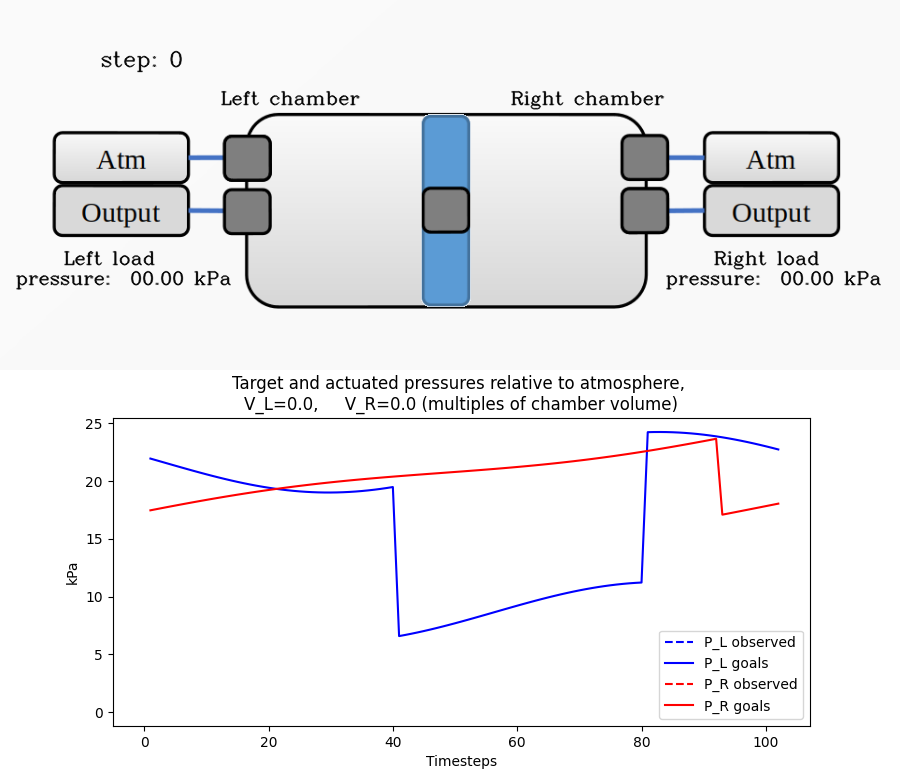 step: 0
Left chamber
Right chamber
Atm
Atm
Output
Output
Left load
pressure: 00.00 kPa
Right load
pressure: 00.00 kPa
Target and actuated pressures relative to atmosphere,
V_L=0.0, V_R=0.0 (multiples of chamber volume)
25
20
15
10
5
0
kPa
P_L observed
P_L goals
P_R observed
P_R goals
0 20 40 60 80 100
Timesteps